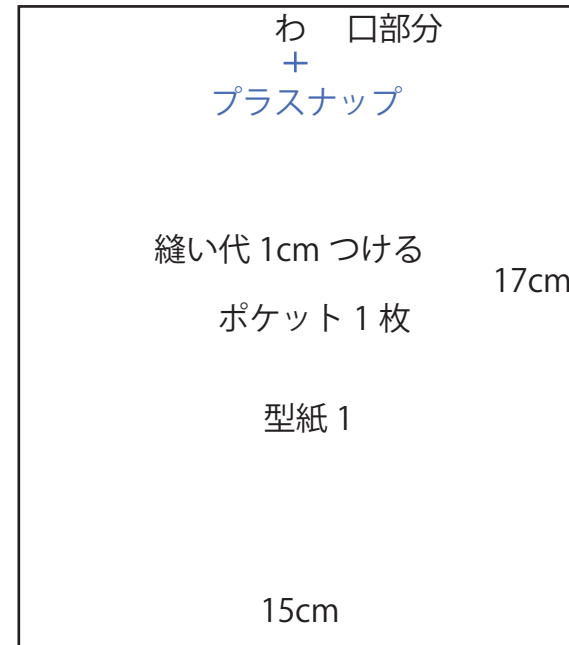 わ　口部分
+
プラスナップ
縫い代 1cm つける
17cm
ポケット 1 枚
型紙 1
15cm